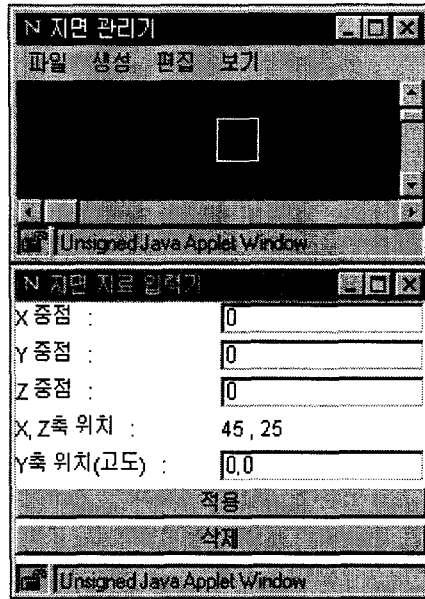 N 지면 관리기
파일 생성 편집 보기
Unsigned Java Applet Window
N 지면 자료 입력기
X 중점 : 0
Y 중점 : 0
Z 중점 : 0
X, Z축 위치 : 45 , 25
Y축 위치(고도) : 0,0
적용
삭제
Unsigned Java Applet Window